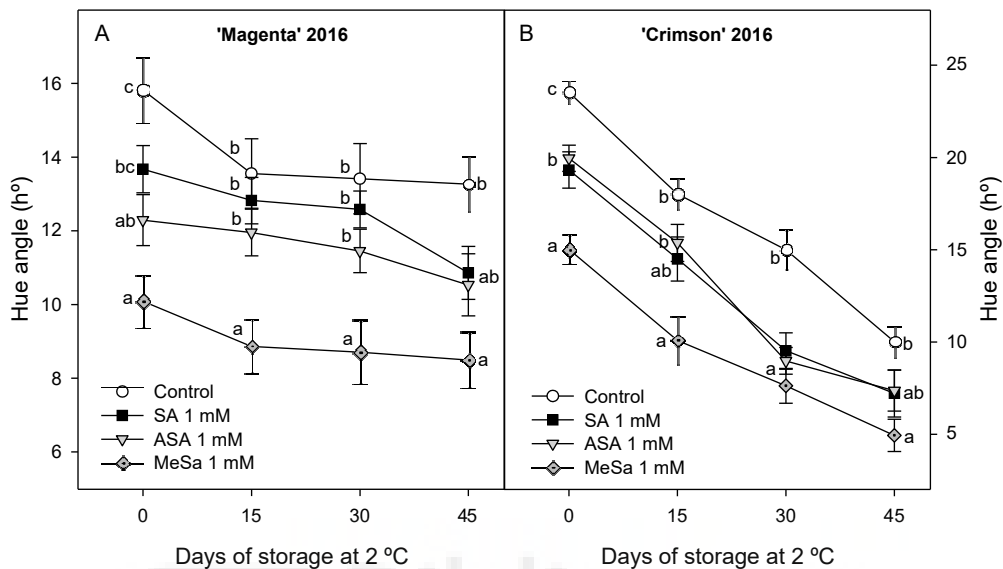 A
'Magenta' 2016
B
'Crimson' 2016
Hue angle (hº)
16
14
12
10
8
6
c
b
b
b
bc
b
b
ab
b
b
ab
a
a
a
a
Control
SA 1 mM
ASA 1 mM
MeSa 1 mM
0
15
30
45
Days of storage at 2 ºC
c
b
b
b
b
b
ab
a
ab
a
a
a
Control
SA 1 mM
ASA 1 mM
MeSa 1 mM
0
15
30
45
Days of storage at 2 ºC
25
20
15
10
5
Hue angle (hº)